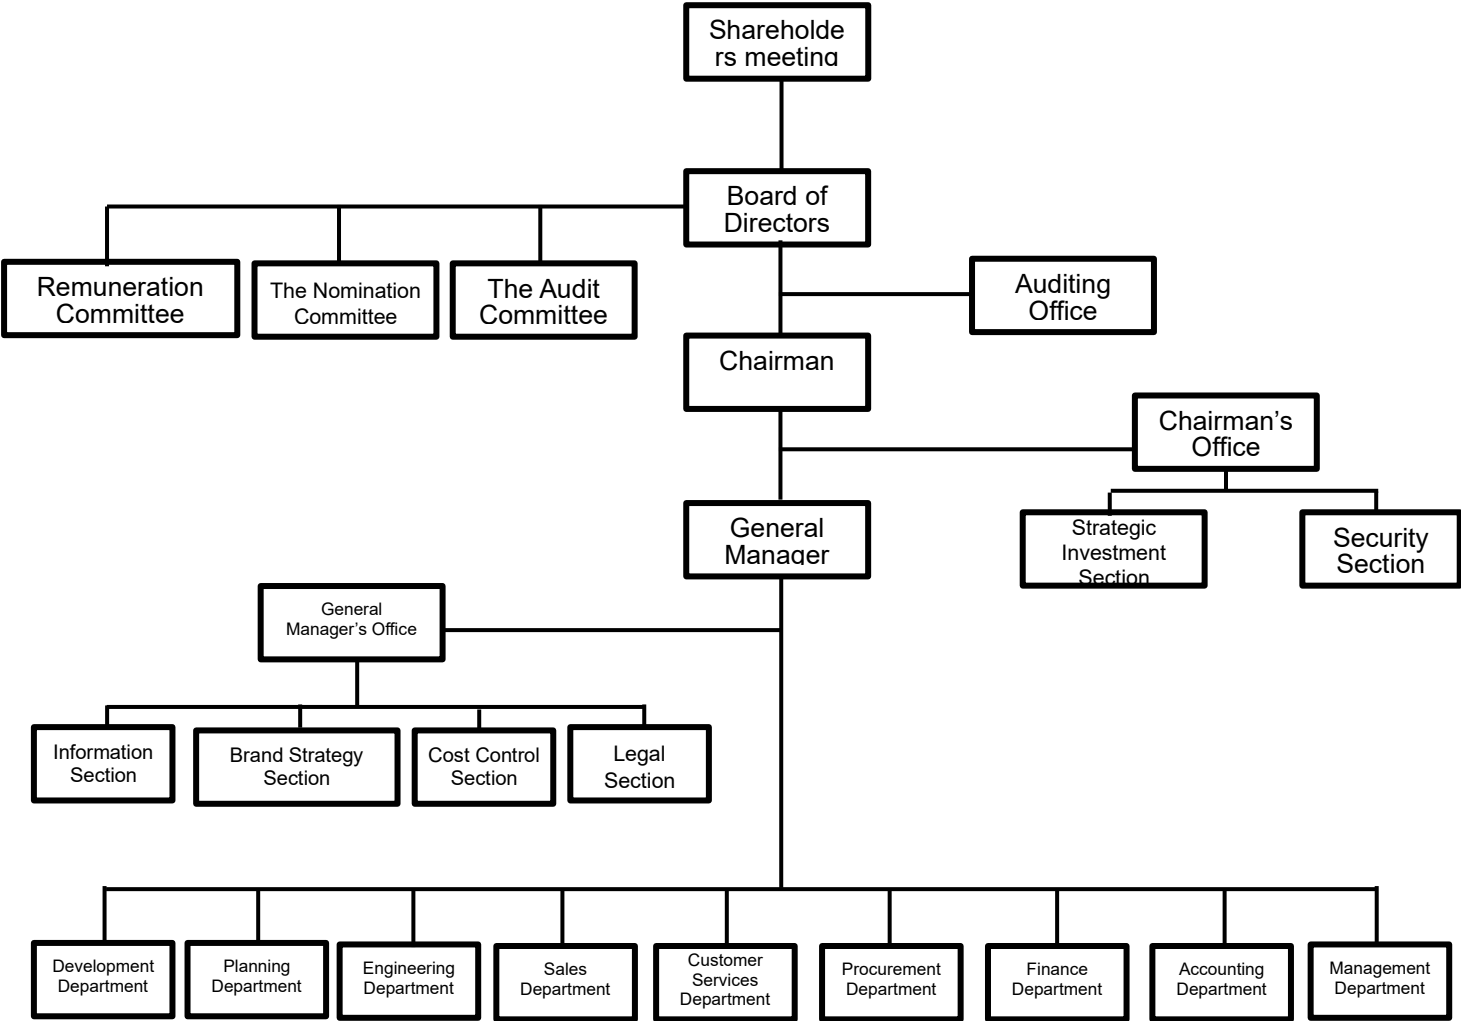 Shareholde
rs meeting
Board of
Directors
Remuneration
Committee
The Nomination
Committee
The Audit
Committee
Auditing
Office
Chairman
Chairman’s
Office
General
Manager
Strategic
Investment
Section
Security
Section
General
Manager’s Office
Information
Section
Brand Strategy
Section
Cost Control
Section
Legal
Section
Development
Department
Planning
Department
Engineering
Department
Sales
Department
Customer
Services
Department
Procurement
Department
Finance
Department
Accounting
Department
Management
Department